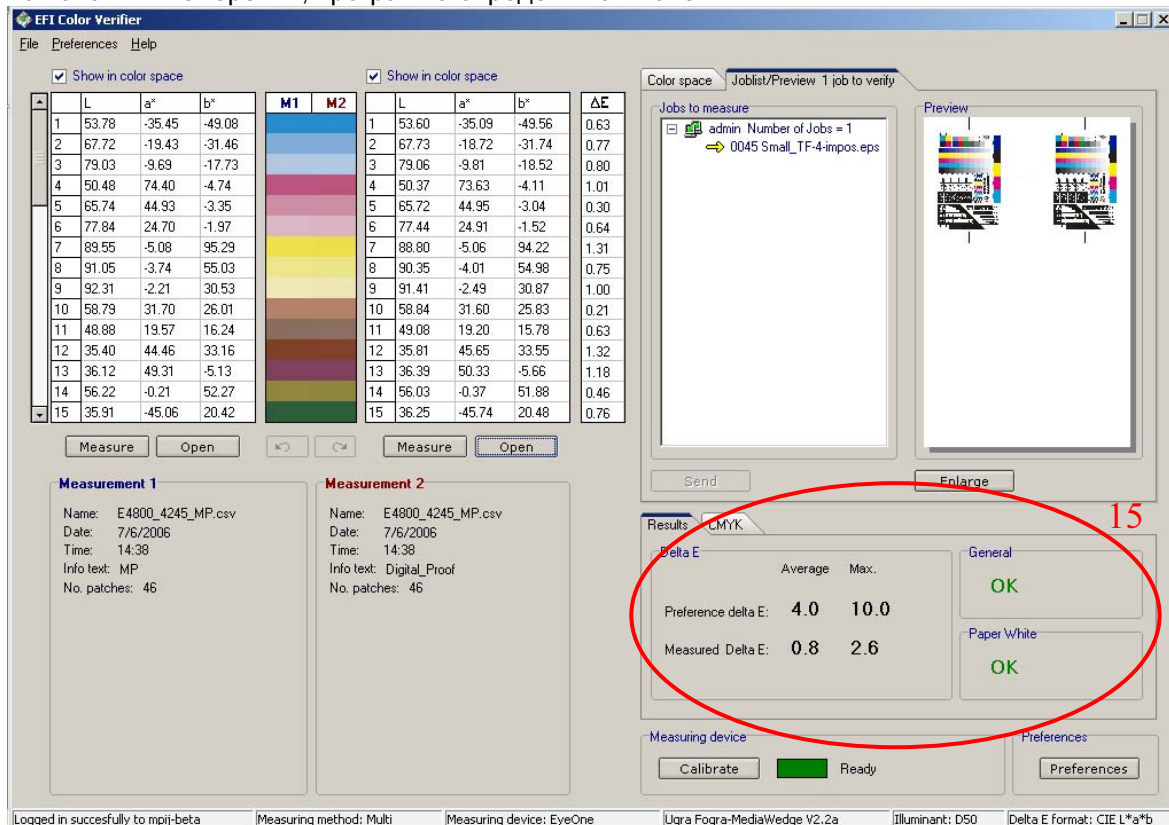 EFI Color Verifier
File Preferences Help
Show in color space
Show in color space
L a* b* M1 M2 L a* b* ΔE
1 53.78 -35.45 -49.08 1 53.60 -35.09 -49.56 0.63
2 67.72 -19.43 -31.46 2 67.73 -18.72 -31.74 0.77
3 79.03 -9.69 -17.73 3 79.06 -9.81 -18.52 0.80
4 50.48 74.40 -4.74 4 50.37 73.63 -4.11 1.01
5 65.74 44.93 -3.35 5 65.72 44.95 -3.04 0.30
6 77.84 24.70 -1.97 6 77.44 24.91 -1.52 0.64
7 89.55 -5.08 95.29 7 88.80 -5.06 94.22 1.31
8 91.05 -3.74 55.03 8 90.35 -4.01 54.98 0.75
9 92.31 -2.21 30.53 9 91.41 -2.49 30.87 1.00
10 58.79 31.70 26.01 10 58.84 31.60 25.83 0.21
11 48.88 19.57 16.24 11 49.08 19.20 15.78 0.63
12 35.40 44.46 33.16 12 35.81 45.65 33.55 1.32
13 36.12 49.31 -5.13 13 36.39 50.33 -5.66 1.18
14 56.22 -0.21 52.27 14 56.03 -0.37 51.88 0.46
15 35.91 -45.06 20.42 15 36.25 -45.74 20.48 0.76
Measure Open Measure Open
Measurement 1
Name: E4800_4245_MP.csv
Date: 7/6/2006
Time: 14:38
Info text: MP
No. patches: 46
Measurement 2
Name: E4800_4245_MP.csv
Date: 7/6/2006
Time: 14:38
Info text: Digital_Proof
No. patches: 46
Color space Joblist/Preview 1 job to verify
Jobs to measure
admin Number of Jobs = 1
0045 Small_TF-4-impos.eps
Preview
Send Enlarge
15
Results CMYK
Delta E
Average Max.
Preference delta E: 4.0 10.0
Measured Delta E: 0.8 2.6
General
OK
Paper White
OK
Measuring device
Calibrate Ready
Preferences
Preferences
Logged in succesfully to mpij-beta Measuring method: Multi Measuring device: EyeOne Ugra Fogra-MediaWedge V2.2a Illuminant: D50 Delta E format: CIE L*a*b